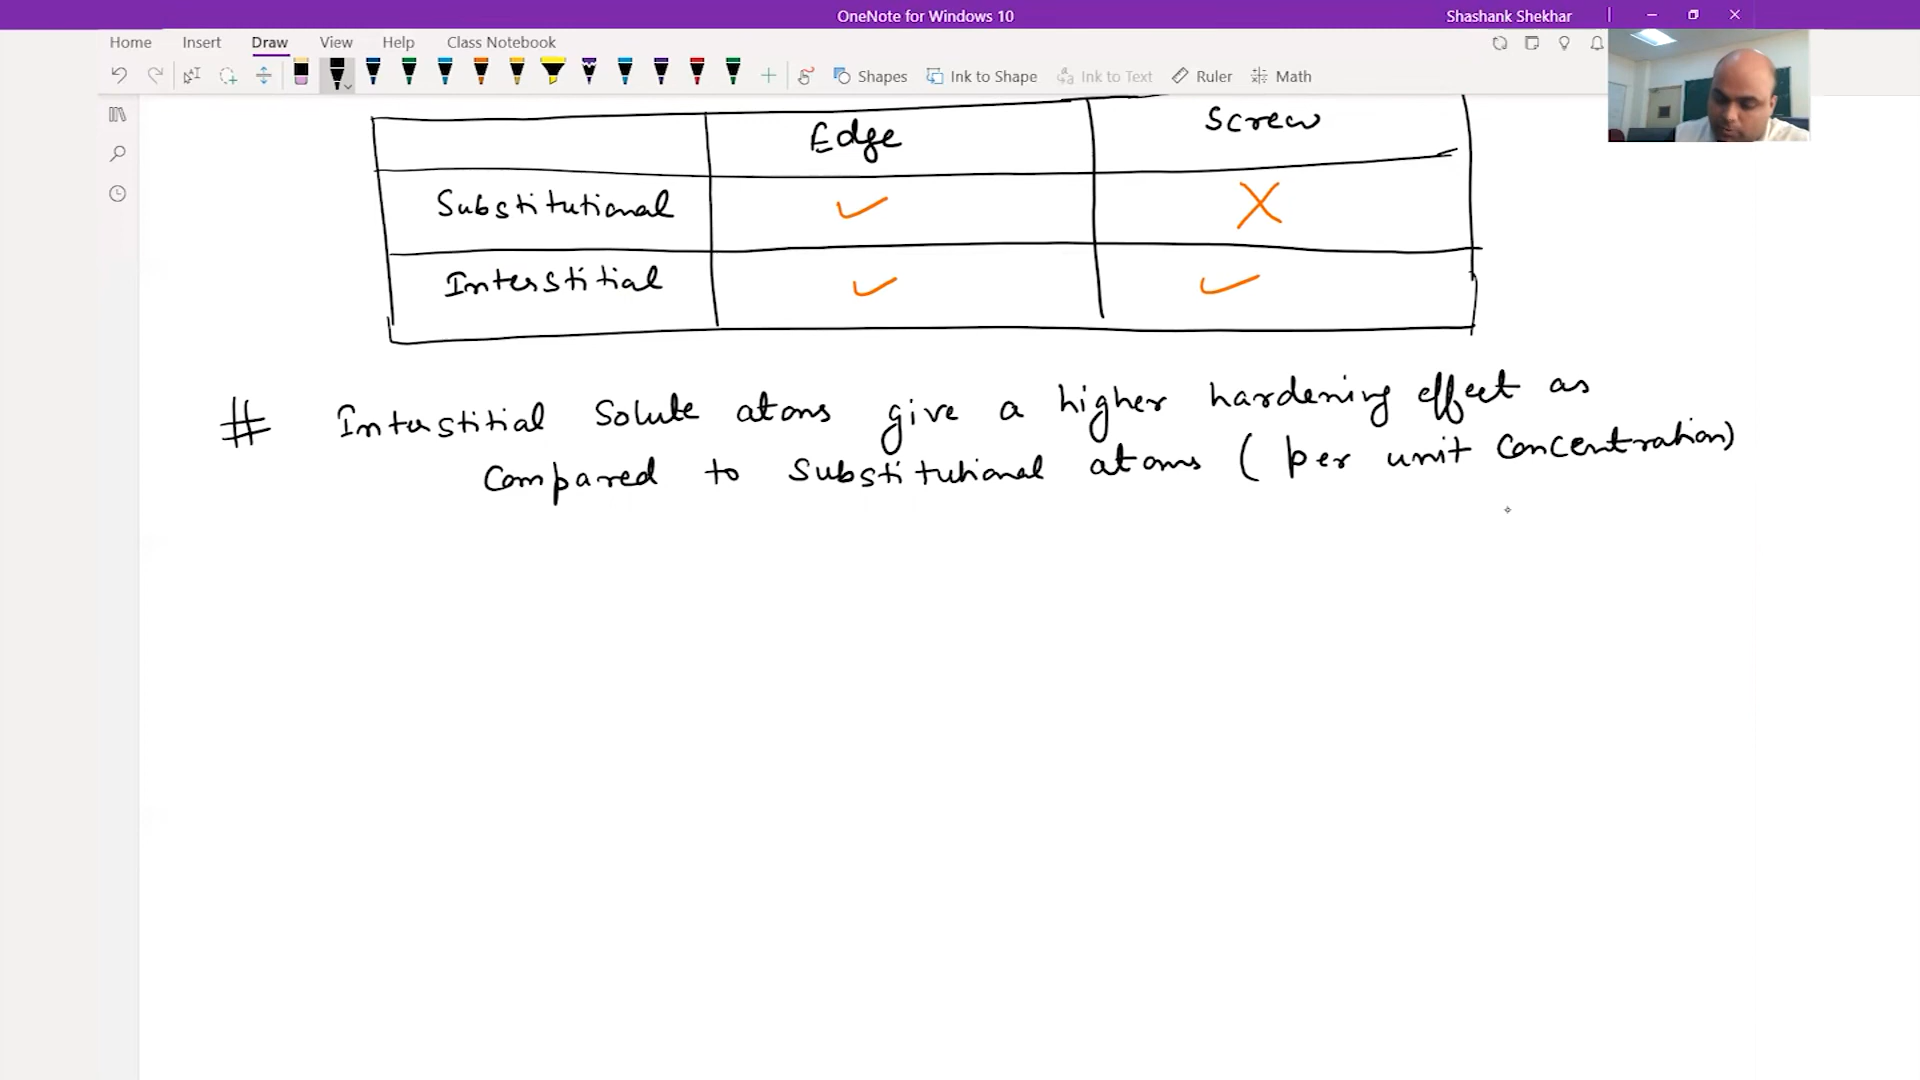 OneNote for Windows 10
Shashank Shekhar
Home Insert Draw View Help Class Notebook
Shapes Ink to Shape Ink to Text Ruler Math
Edge Screw
Substitutional ✓ X
Interstitial ✓ ✓
# Interstitial Solute atoms give a higher hardening effect as
compared to Substitutional atoms (per unit concentration)